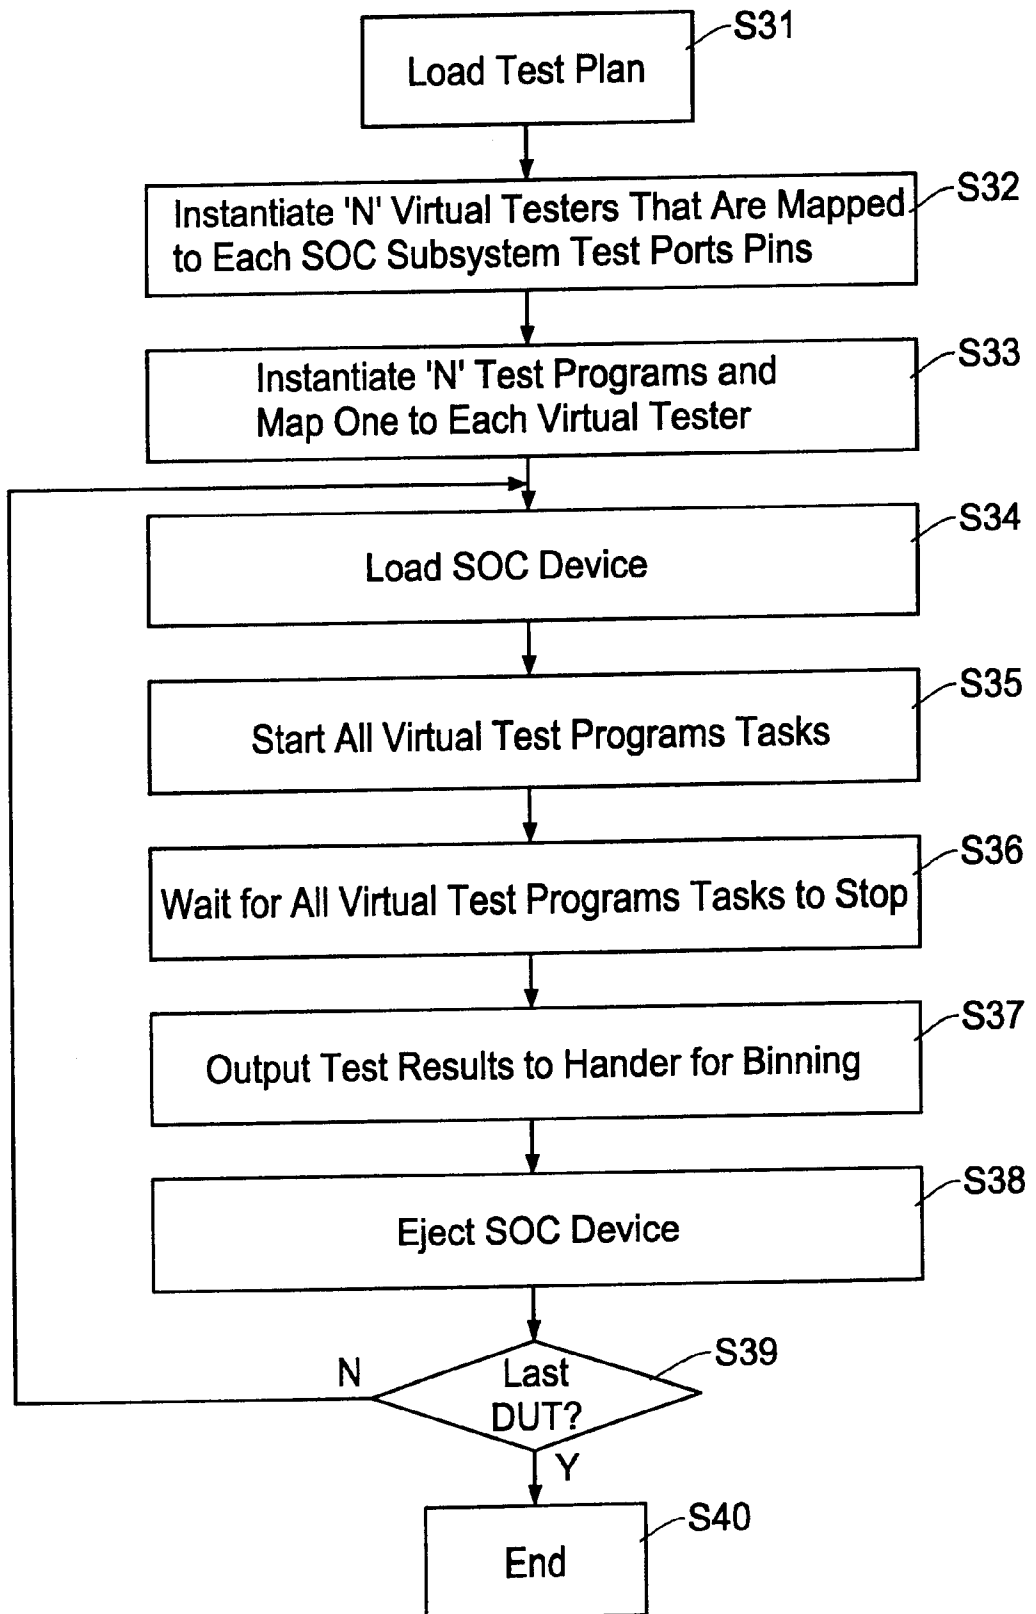 S31
Load Test Plan
S32
Instantiate 'N' Virtual Testers That Are Mapped
to Each SOC Subsystem Test Ports Pins
S33
Instantiate 'N' Test Programs and
Map One to Each Virtual Tester
S34
Load SOC Device
S35
Start All Virtual Test Programs Tasks
S36
Wait for All Virtual Test Programs Tasks to Stop
S37
Output Test Results to Hander for Binning
S38
Eject SOC Device
S39
N
Last
DUT?
Y
S40
End